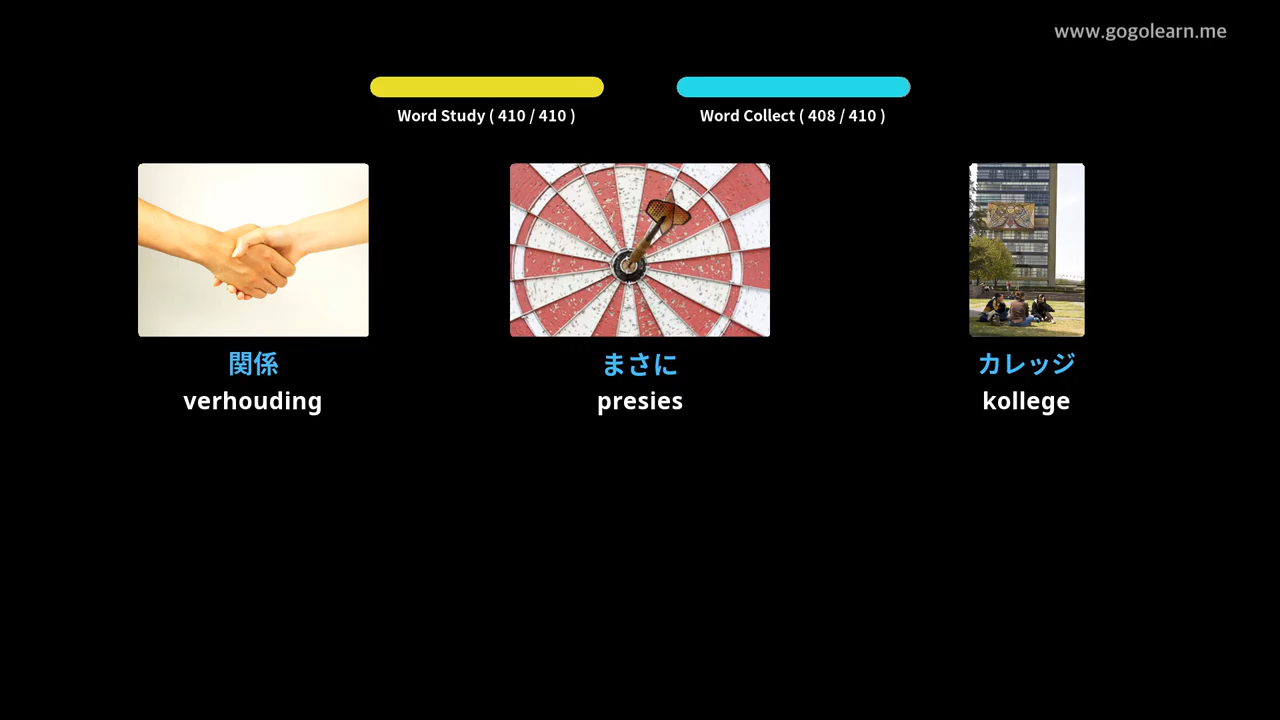 www.gogolearn.me
Word Study ( 410 / 410 )
Word Collect ( 408 / 410 )
関係
まさに
カレッジ
verhouding
presies
kollege